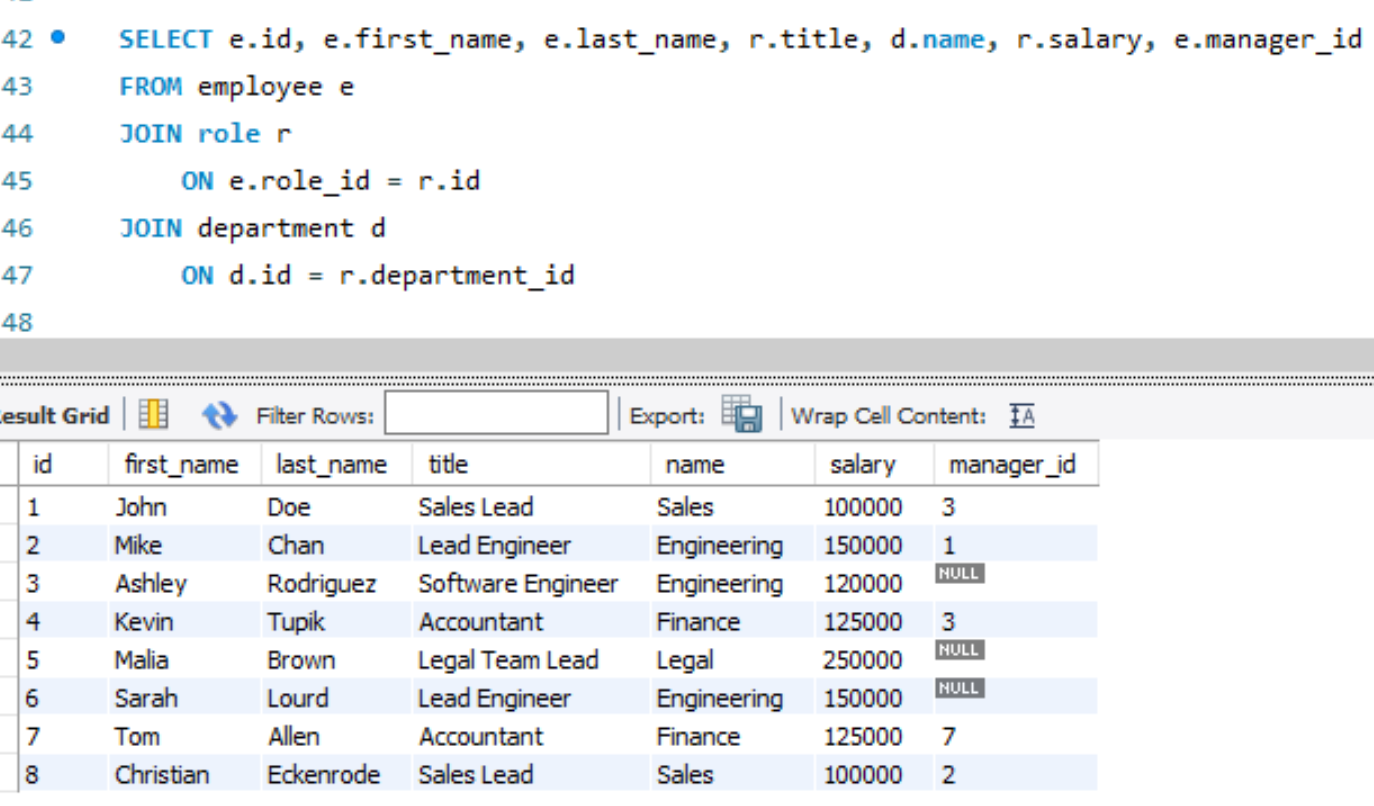 42 SELECT e.id, e.first_name, e.last_name, r.title, d.name, r.salary, e.manager_id
43 FROM employee e
44 JOIN role r
45 ON e.role_id = r.id
46 JOIN department d
47 ON d.id = r.department_id
48
Grid Filter Rows: Export: Wrap Cell Content: IA
id first_name last_name title name salary manager_id
1 John Doe Sales Lead Sales 100000 3
2 Mike Chan Lead Engineer Engineering 150000 1
3 Ashley Rodriguez Software Engineer Engineering 120000 NULL
4 Kevin Tupik Accountant Finance 125000 3
5 Malia Brown Legal Team Lead Legal 250000 NULL
6 Sarah Lourd Lead Engineer Engineering 150000 NULL
7 Tom Allen Accountant Finance 125000 7
8 Christian Eckenrode Sales Lead Sales 100000 2